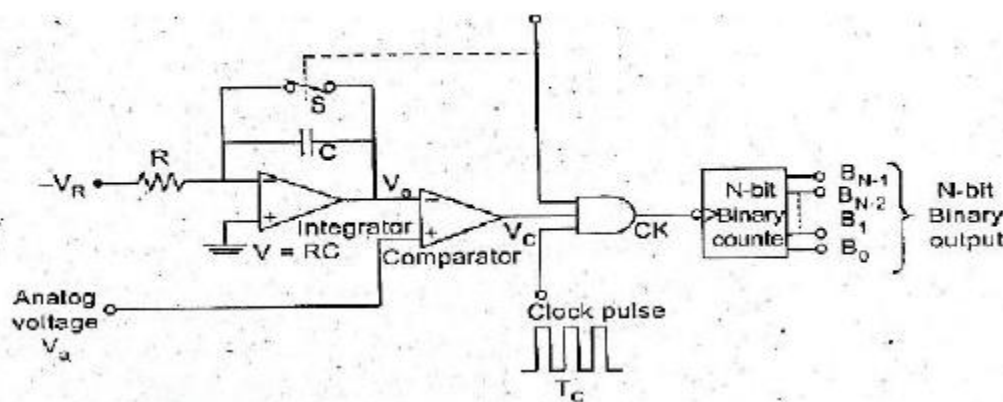 S
C
R
–V_R
–
+
V_o
Integrator
V = RC
–
+
Comparator
V_C
CK
N-bit
Binary
counte
B_N-1
B_N-2
B_1
B_0
N-bit
Binary
output
Analog
voltage
V_a
Clock pulse
T_C